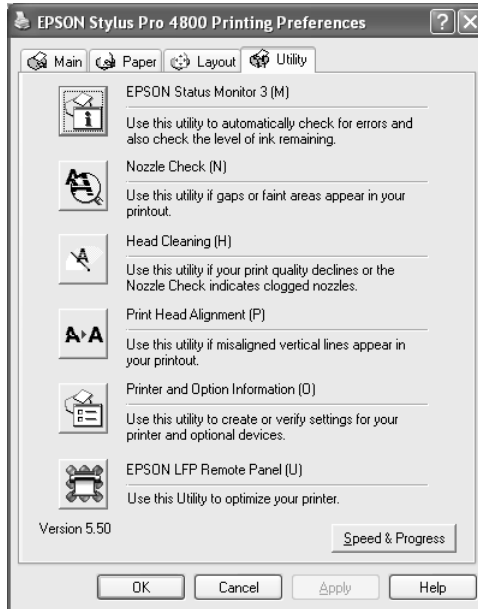 EPSON Stylus Pro 4800 Printing Preferences
Main Paper Layout Utility
EPSON Status Monitor 3 (M)
Use this utility to automatically check for errors and
also check the level of ink remaining.
Nozzle Check (N)
Use this utility if gaps or faint areas appear in your
printout.
Head Cleaning (H)
Use this utility if your print quality declines or the
Nozzle Check indicates clogged nozzles.
Print Head Alignment (P)
Use this utility if misaligned vertical lines appear in
your printout.
Printer and Option Information (O)
Use this utility to create or verify settings for your
printer and optional devices.
EPSON LFP Remote Panel (U)
Use this Utility to optimize your printer.
Version 5.50
Speed & Progress
OK Cancel Apply Help